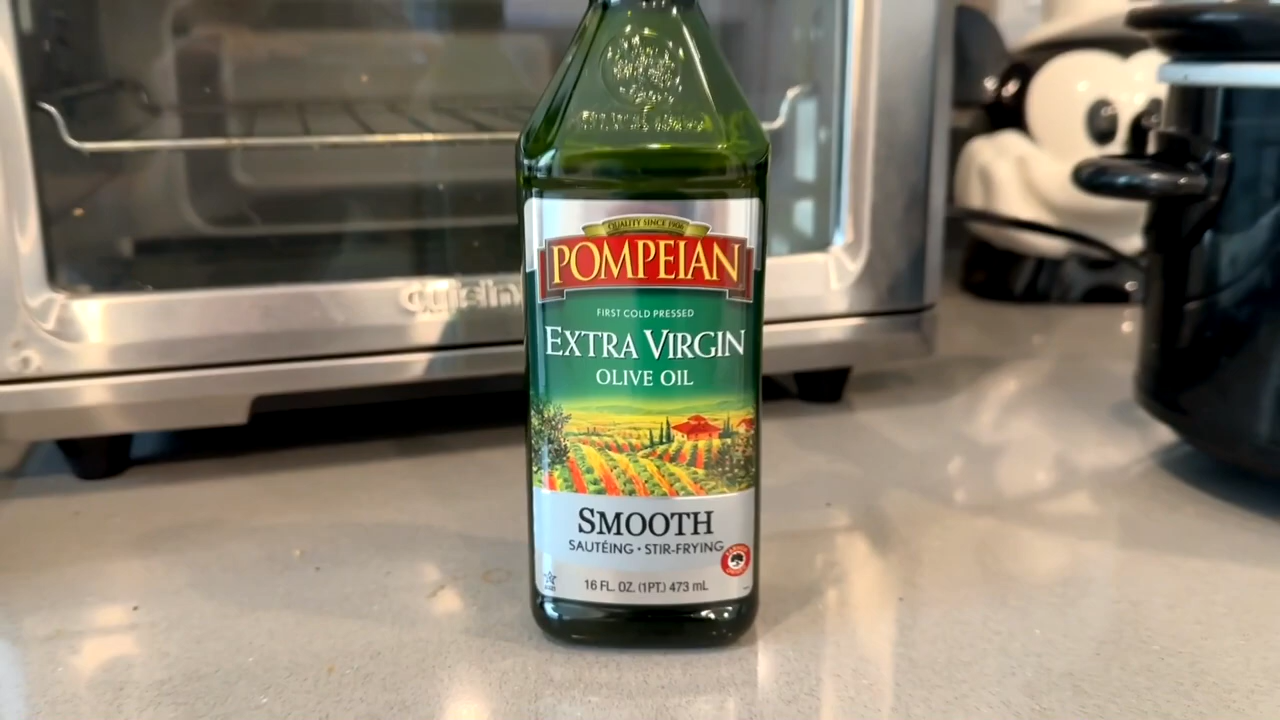 QUALITY SINCE 1906
POMPEIAN
FIRST COLD PRESSED
EXTRA VIRGIN
OLIVE OIL
SMOOTH
SAUTÉING • STIR-FRYING
16 FL. OZ. (1PT.) 473 mL